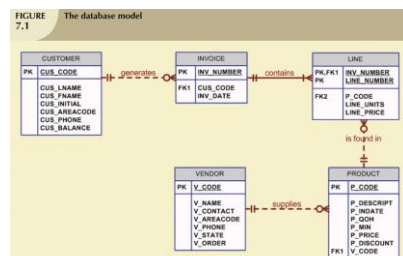 FIGURE 7.1 The database model
CUSTOMER
PK CUS_CODE
CUS_LNAME
CUS_FNAME
CUS_INITIAL
CUS_AREACODE
CUS_PHONE
CUS_BALANCE
generates
INVOICE
PK INV_NUMBER
FK1 CUS_CODE
INV_DATE
contains
LINE
PK,FK1 INV_NUMBER
PK LINE_NUMBER
FK2 P_CODE
LINE_UNITS
LINE_PRICE
is found in
VENDOR
PK V_CODE
V_NAME
V_CONTACT
V_AREACODE
V_PHONE
V_STATE
V_ORDER
supplies
PRODUCT
PK P_CODE
P_DESCRIPT
P_INDATE
P_QOH
P_MIN
P_PRICE
P_DISCOUNT
FK1 V_CODE